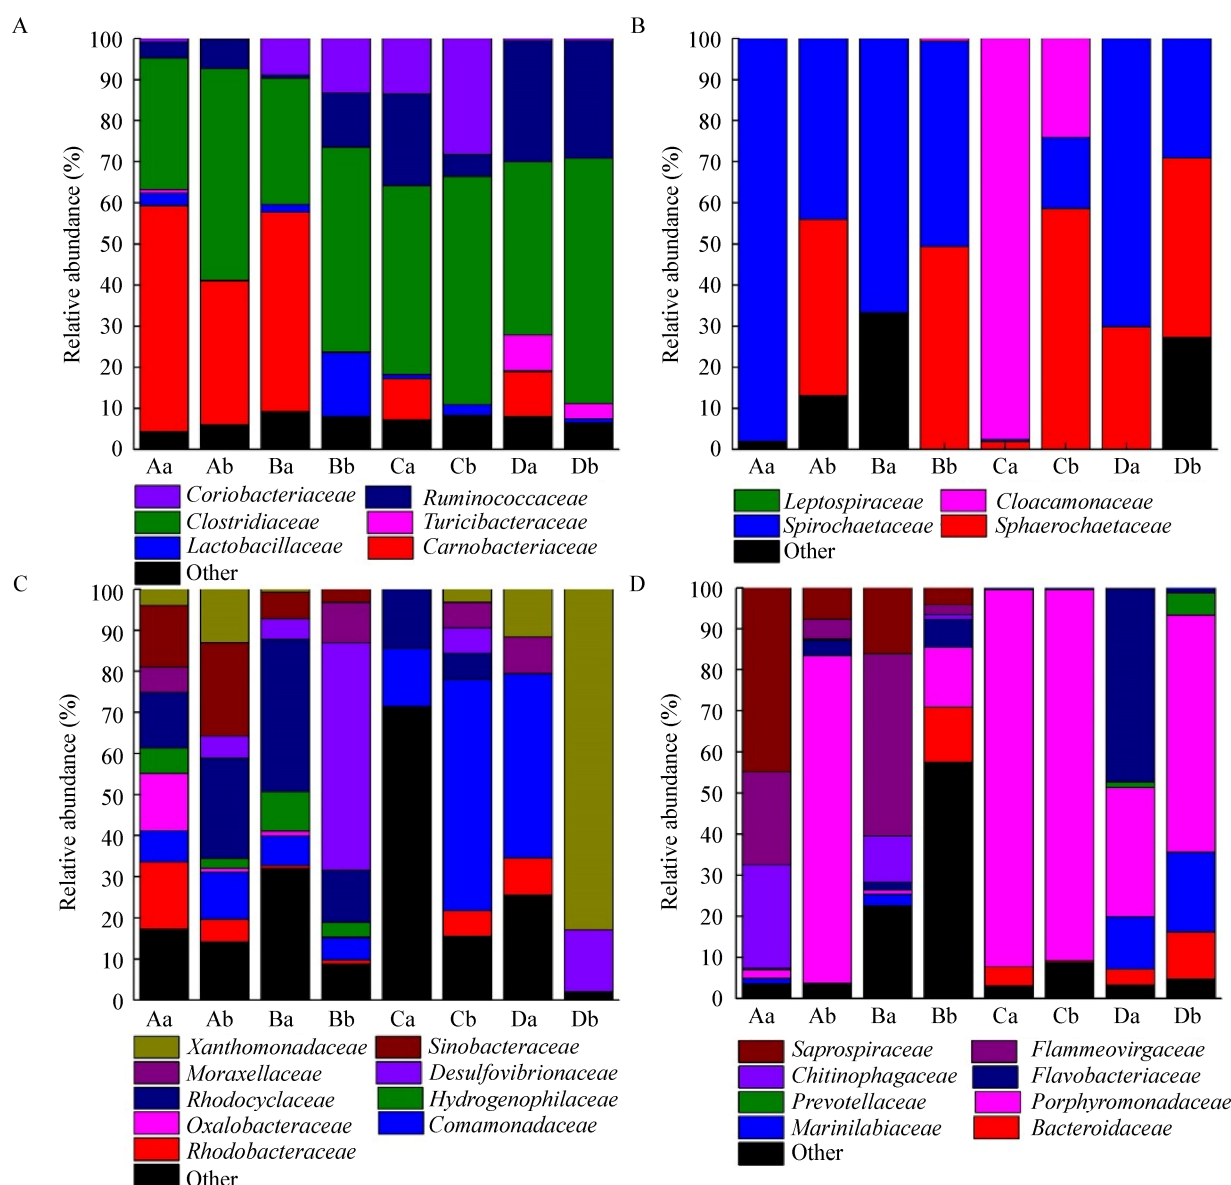 A
Relative abundance (%)
100
90
80
70
60
50
40
30
20
10
0
Aa Ab Ba Bb Ca Cb Da Db
Coriobacteriaceae Ruminococcaceae
Clostridiaceae Turicibacteraceae
Lactobacillaceae Carnobacteriaceae
Other
B
Relative abundance (%)
100
90
80
70
60
50
40
30
20
10
0
Aa Ab Ba Bb Ca Cb Da Db
Leptospiraceae Cloacamonaceae
Spirochaetaceae Sphaerochaetaceae
Other
C
Relative abundance (%)
100
90
80
70
60
50
40
30
20
10
0
Aa Ab Ba Bb Ca Cb Da Db
Xanthomonadaceae Sinobacteraceae
Moraxellaceae Desulfovibrionaceae
Rhodocyclaceae Hydrogenophilaceae
Oxalobacteraceae Comamonadaceae
Rhodobacteraceae
Other
D
Relative abundance (%)
100
90
80
70
60
50
40
30
20
10
0
Aa Ab Ba Bb Ca Cb Da Db
Saprospiraceae Flammeovirgaceae
Chitinophagaceae Flavobacteriaceae
Prevotellaceae Porphyromonadaceae
Marinilabiaceae Bacteroidaceae
Other